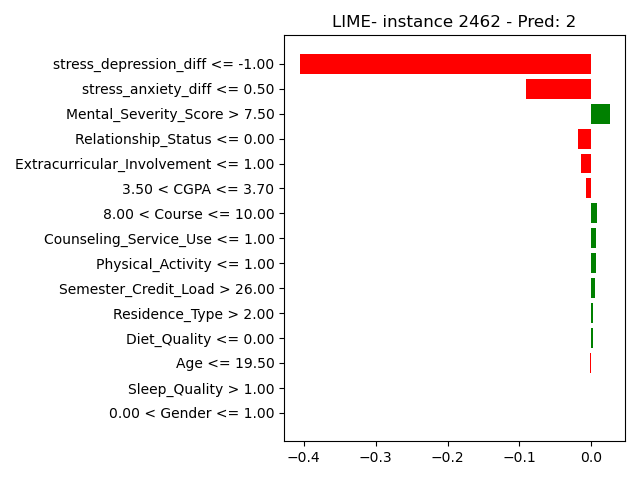 LIME- instance 2462 - Pred: 2
stress_depression_diff <= -1.00
stress_anxiety_diff <= 0.50
Mental_Severity_Score > 7.50
Relationship_Status <= 0.00
Extracurricular_Involvement <= 1.00
3.50 < CGPA <= 3.70
8.00 < Course <= 10.00
Counseling_Service_Use <= 1.00
Physical_Activity <= 1.00
Semester_Credit_Load > 26.00
Residence_Type > 2.00
Diet_Quality <= 0.00
Age <= 19.50
Sleep_Quality > 1.00
0.00 < Gender <= 1.00
−0.4 −0.3 −0.2 −0.1 0.0